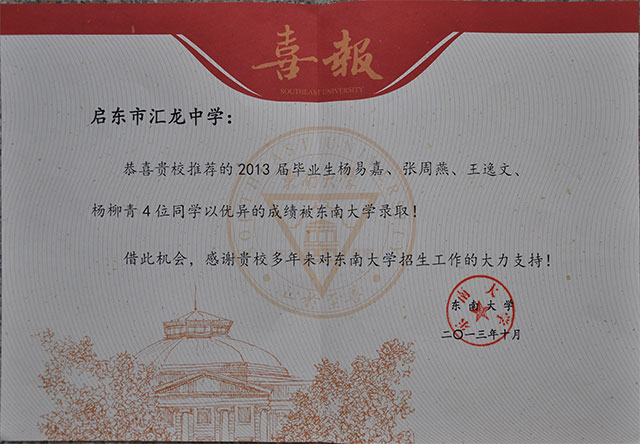 喜报
SOUTHEAST UNIVERSITY
启东市汇龙中学：
恭喜贵校推荐的2013届毕业生杨易嘉、张周燕、王逸文、
杨柳青4位同学以优异的成绩被东南大学录取！
借此机会，感谢贵校多年来对东南大学招生工作的大力支持！
东南大学
东南大学
二〇一三年十月